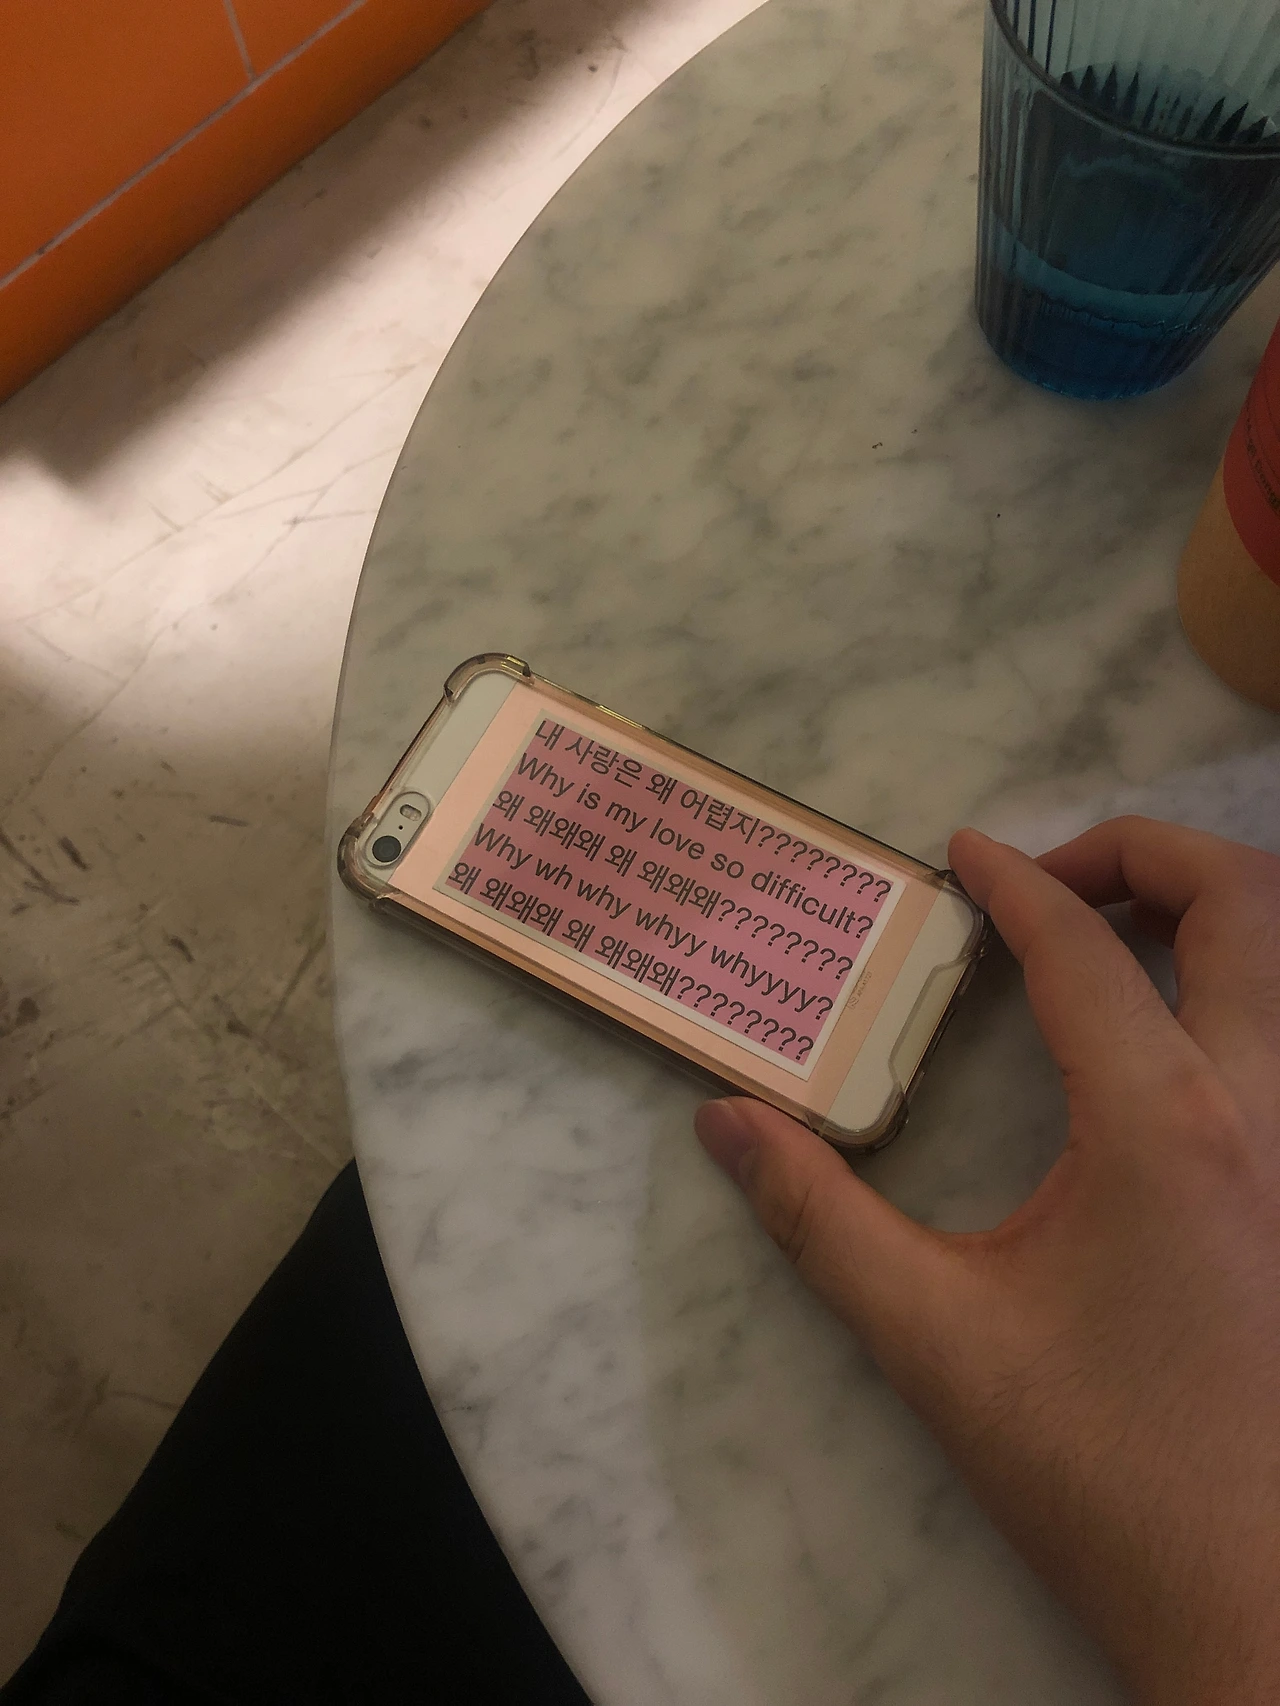 내 사랑은 왜 어렵지????????
Why is my love so difficult?
왜 왜왜왜 왜 왜왜왜????????
Why wh why whyy whyyyy?
왜 왜왜왜 왜 왜왜왜????????